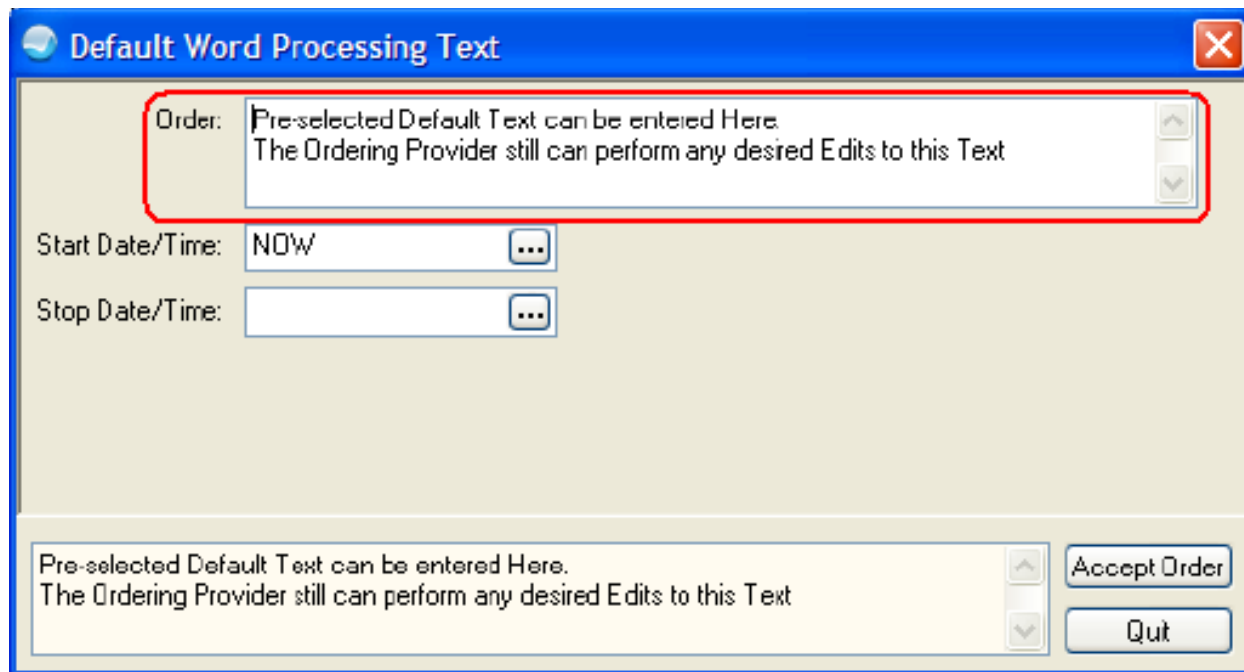 Default Word Processing Text
Order:
Pre-selected Default Text can be entered Here.
The Ordering Provider still can perform any desired Edits to this Text
Start Date/Time: NOW ...
Stop Date/Time: ...
Pre-selected Default Text can be entered Here.
The Ordering Provider still can perform any desired Edits to this Text
Accept Order
Quit